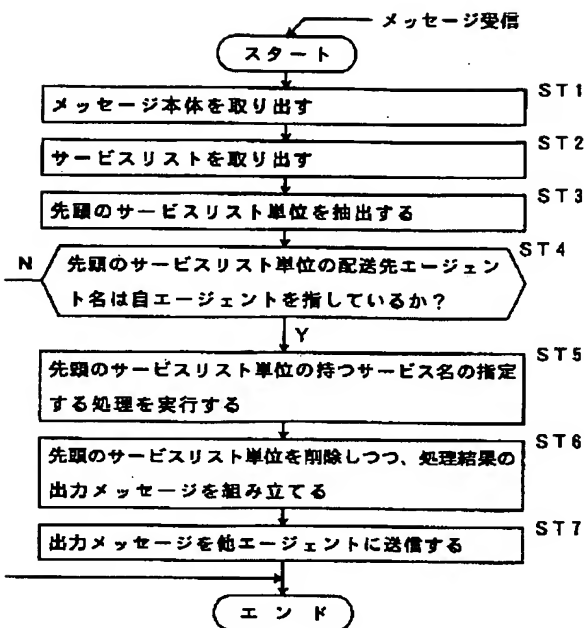 メッセージ受信
スタート
ST1
メッセージ本体を取り出す
ST2
サービスリストを取り出す
ST3
先頭のサービスリスト単位を抽出する
ST4
N
先頭のサービスリスト単位の配送先エージェン
ト名は自エージェントを指しているか?
Y
ST5
先頭のサービスリスト単位の持つサービス名の指定
する処理を実行する
ST6
先頭のサービスリスト単位を削除しつつ、処理結果の
出力メッセージを組み立てる
ST7
出力メッセージを他エージェントに送信する
エンド